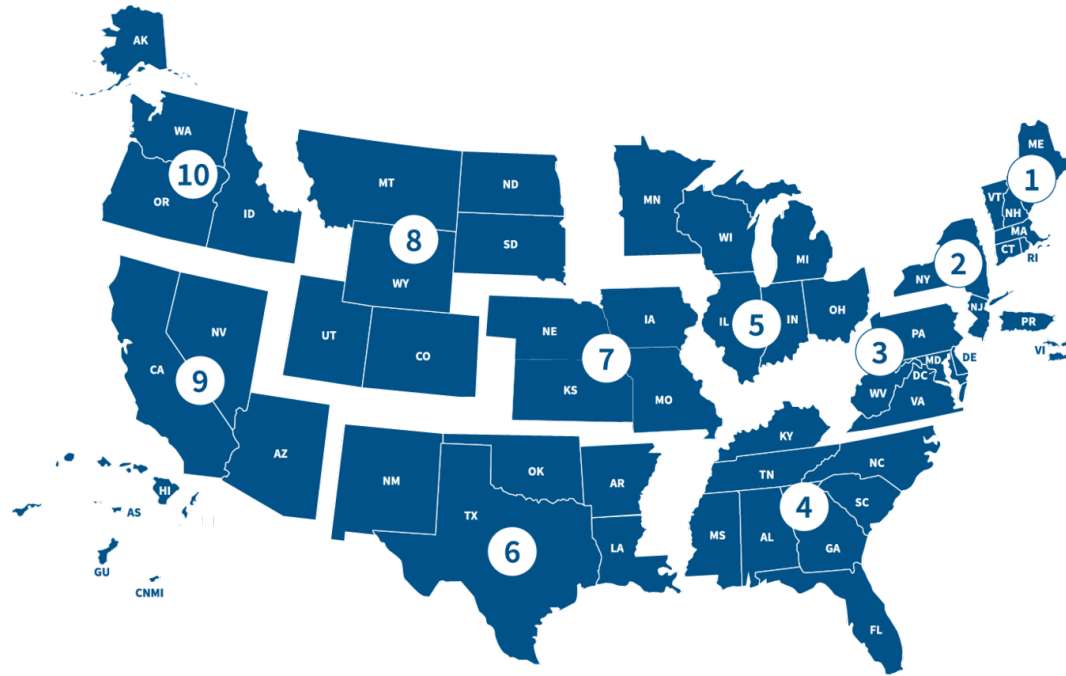 AK
WA
10
OR
ID
MT
ND
8
SD
WY
MN
WI
MI
ME
1
VT
NH
MA
CT
RI
2
NY
NJ
PR
VI
UT
CO
NE
IA
7
KS
MO
IL
5
IN
OH
PA
3
MD
DE
DC
WV
VA
NV
CA
9
AZ
HI
AS
GU
CNMI
NM
OK
TX
6
AR
LA
KY
TN
NC
SC
4
MS
AL
GA
FL